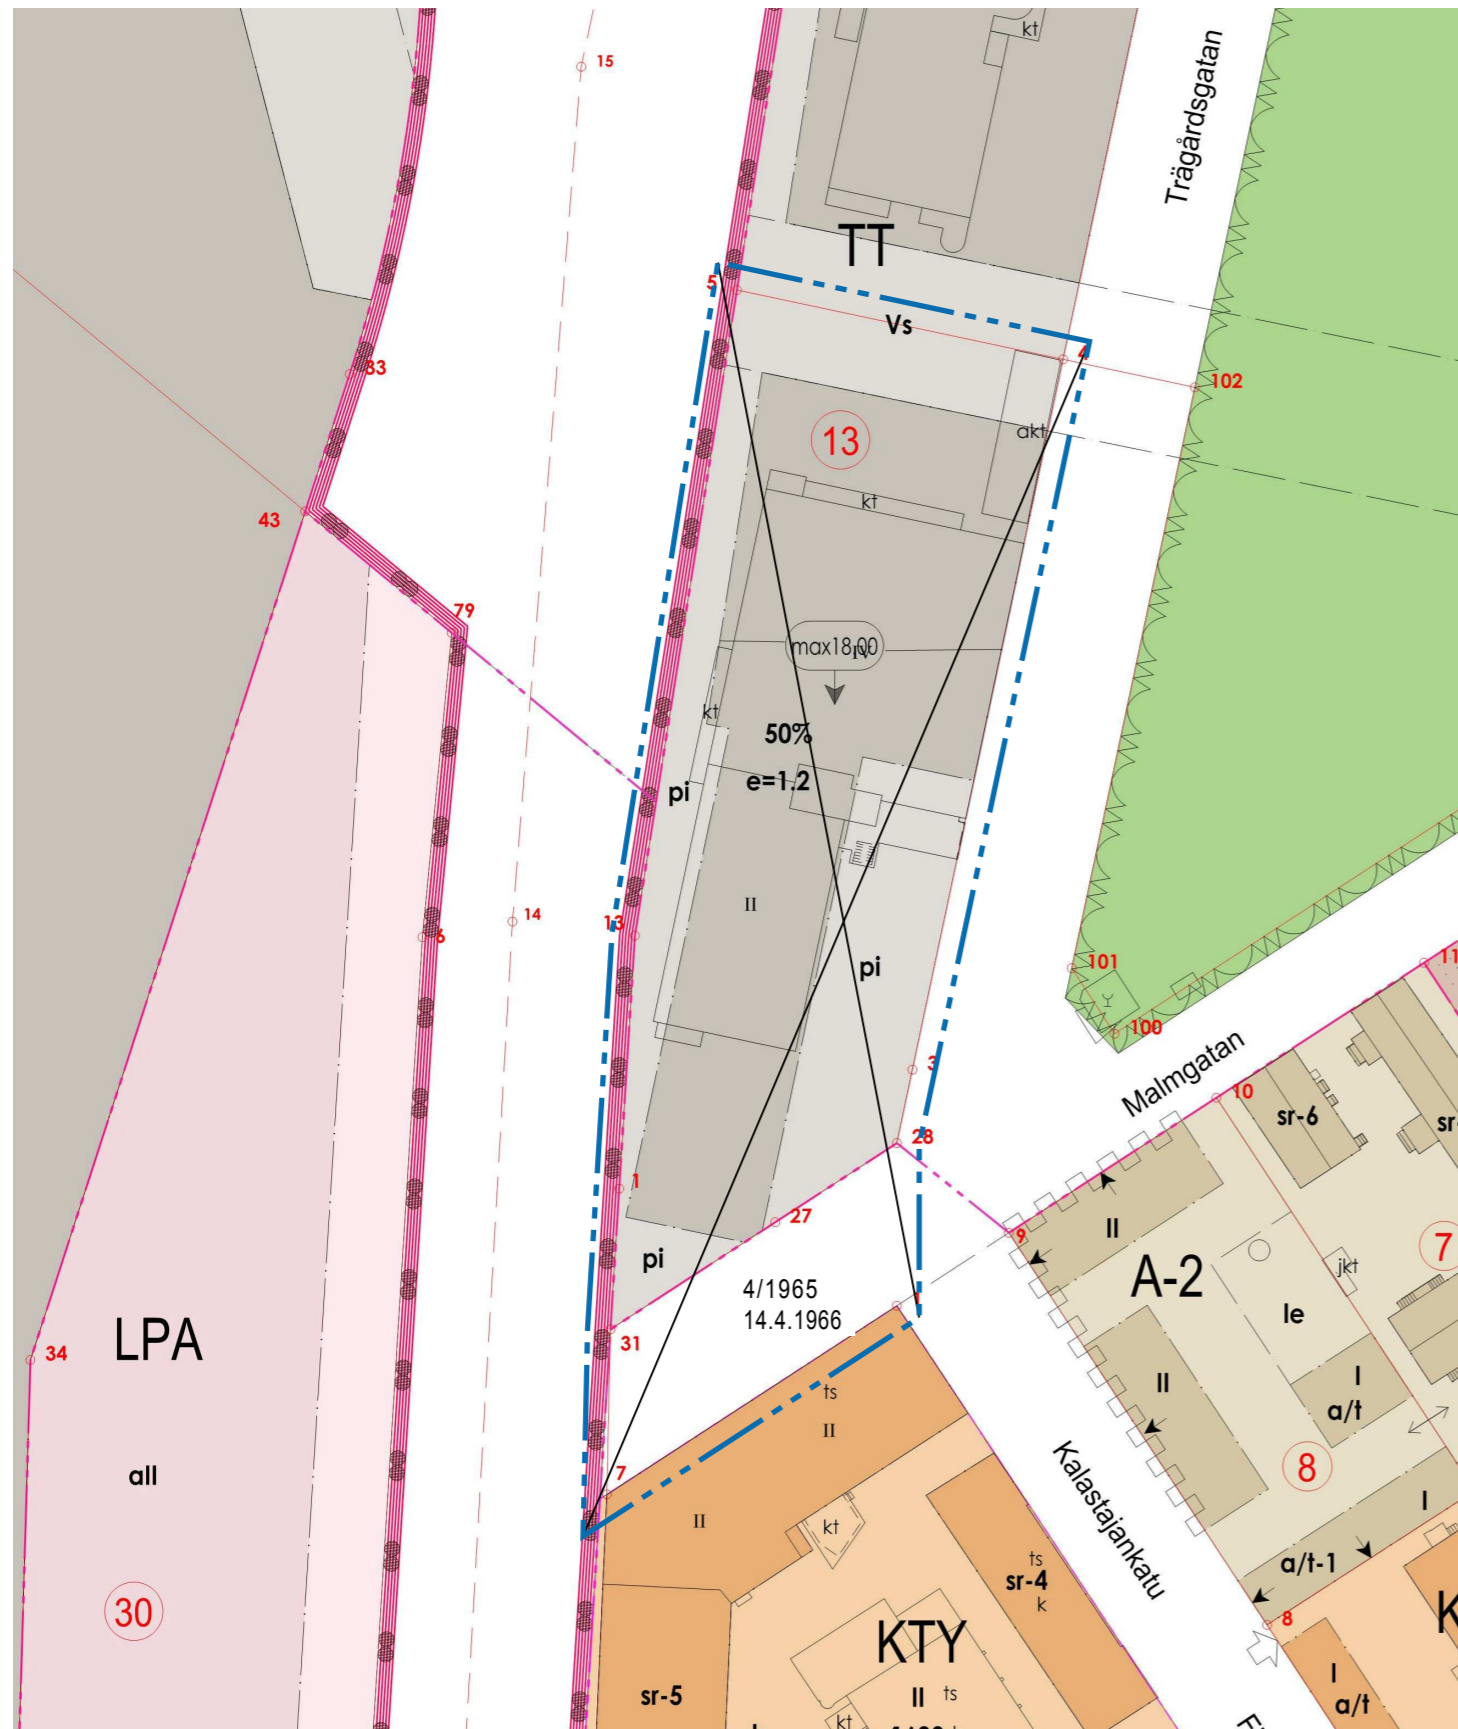 kt
15
Trägårdsgatan
TT
5
Vs
4
102
83
13
akt
kt
43
79
max18,00
IV
kt
50%
pi
e=1.2
II
13
14
6
pi
101
11
100
3
Malmgatan
10
sr-6
28
1
27
9
II
7
pi
A-2
jkt
4/1965
14.4.1966
le
31
LPA
34
I
II
a/t
ts
II
8
all
7
Kalastajankatu
I
II
kt
ts
sr-4
k
a/t-1
30
8
KTY
sr-5
II ts
I
a/t
kt